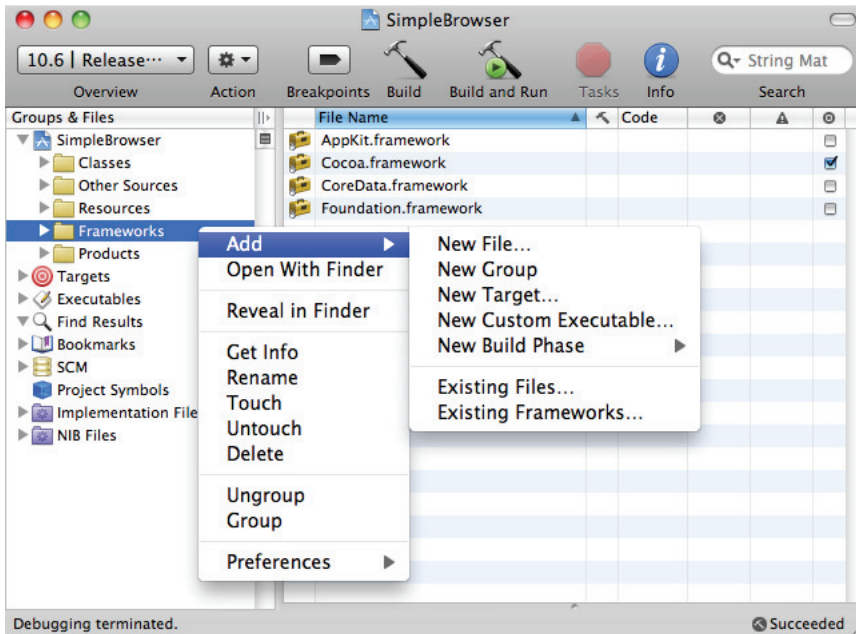 SimpleBrowser
10.6 | Release···
String Mat
Overview
Action
Breakpoints
Build
Build and Run
Tasks
Info
Search
Groups & Files
File Name
Code
SimpleBrowser
Classes
Other Sources
Resources
Frameworks
Products
Targets
Executables
Find Results
Bookmarks
SCM
Project Symbols
Implementation File
NIB Files
AppKit.framework
Cocoa.framework
CoreData.framework
Foundation.framework
Add
Open With Finder
Reveal in Finder
Get Info
Rename
Touch
Untouch
Delete
Ungroup
Group
Preferences
New File...
New Group
New Target...
New Custom Executable...
New Build Phase
Existing Files...
Existing Frameworks...
Debugging terminated.
Succeeded